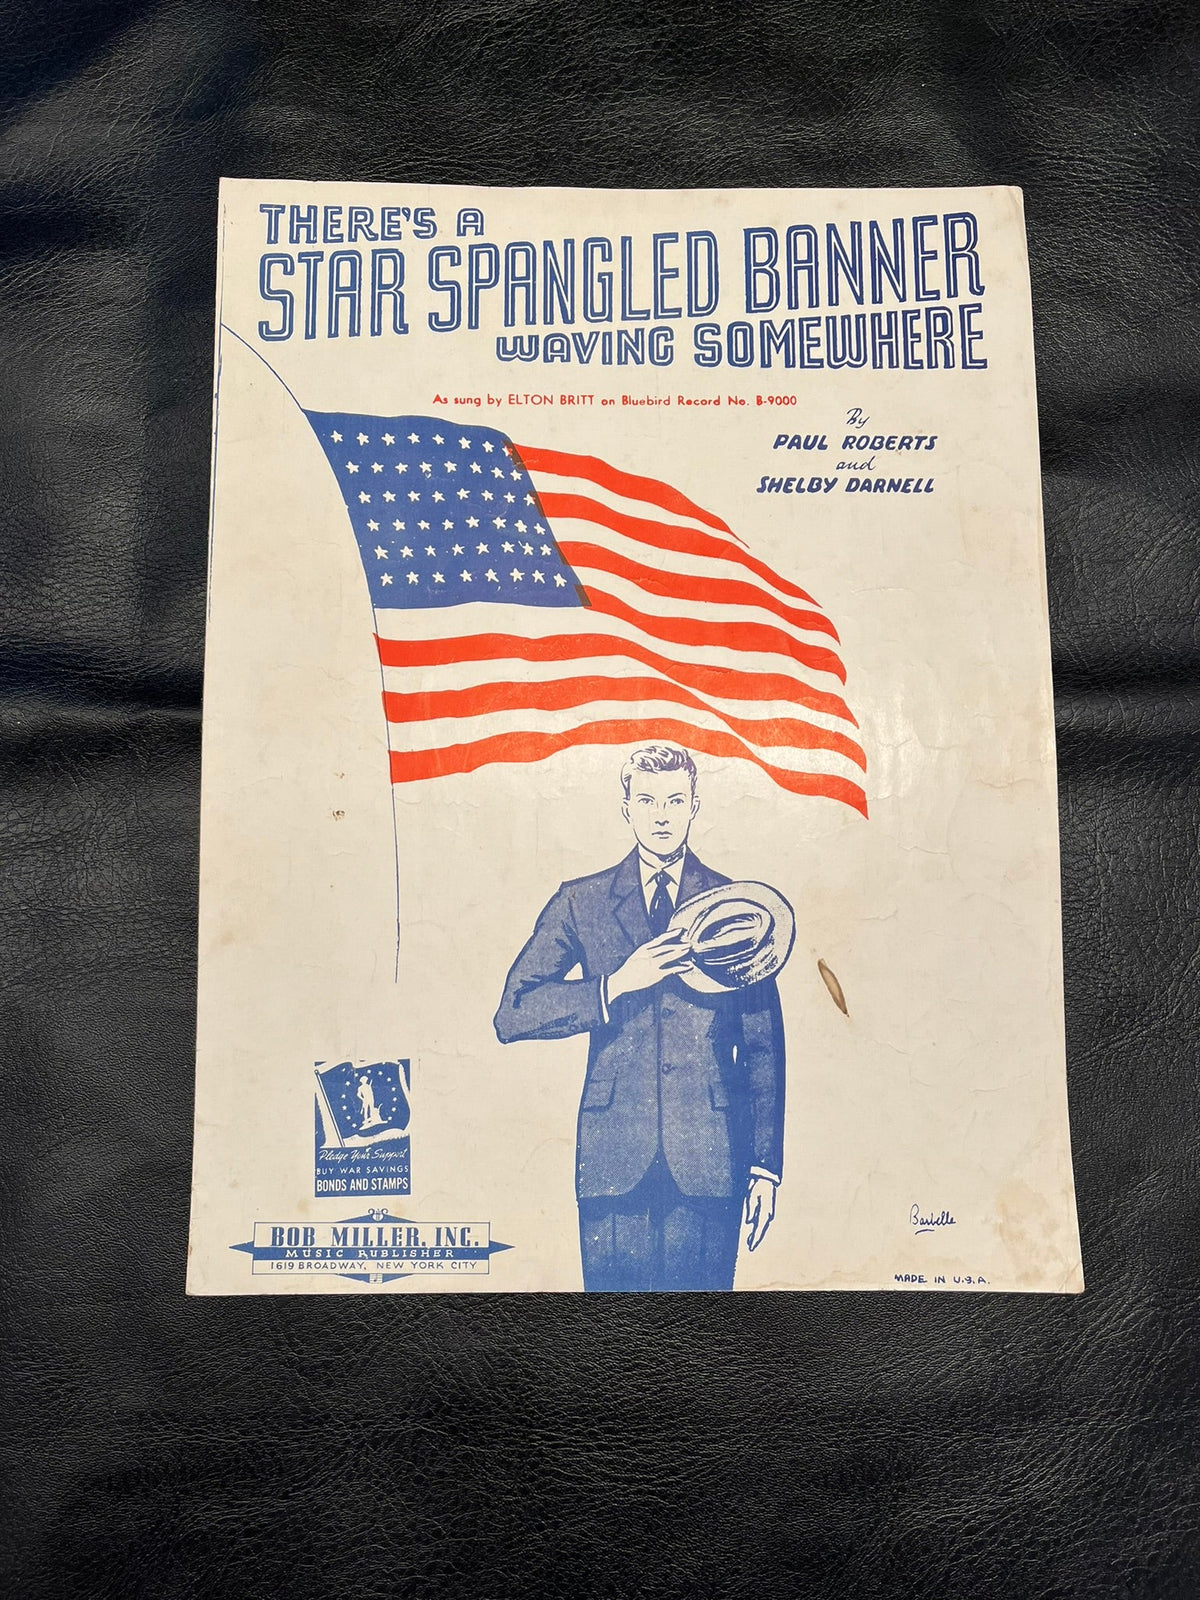 THERE'S A
STAR SPANGLED BANNER
WAVING SOMEWHERE
As sung by ELTON BRITT on Bluebird Record No. B-9000
By
PAUL ROBERTS
and
SHELBY DARNELL
Pledge Your Support
BUY WAR SAVINGS
BONDS AND STAMPS
BOB MILLER, INC.
MUSIC PUBLISHER
1619 BROADWAY, NEW YORK CITY
Barbelle
MADE IN U.S.A.